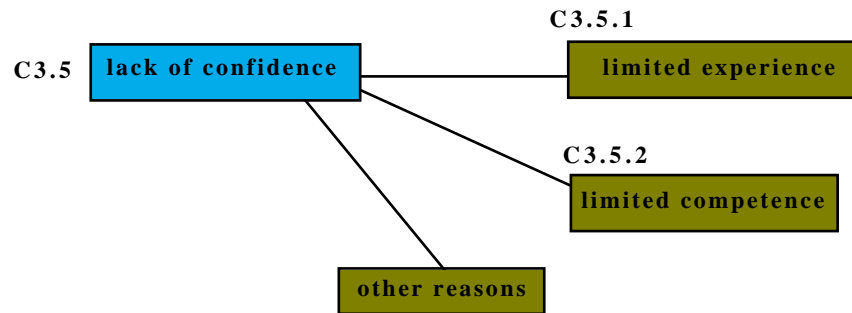 C3.5.1
C3.5 lack of confidence
limited experience
C3.5.2
limited competence
other reasons